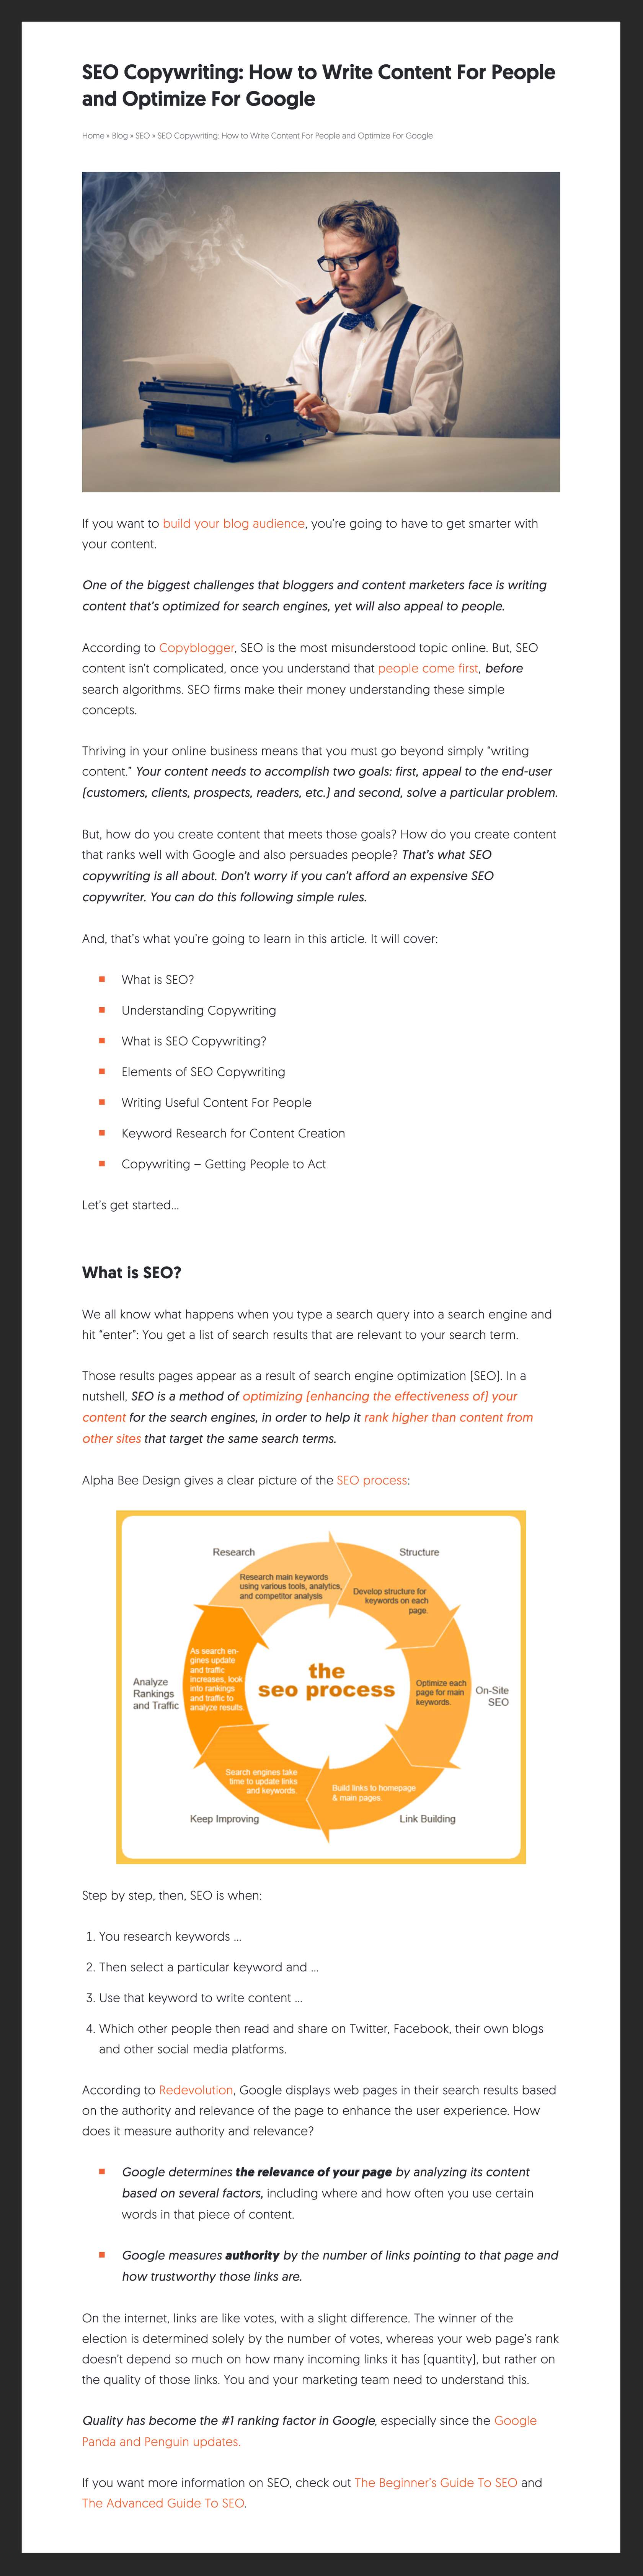 SEO Copywriting: How to Write Content For People
and Optimize For Google
Home » Blog » SEO » SEO Copywriting: How to Write Content For People and Optimize For Google
If you want to build your blog audience, you’re going to have to get smarter with
your content.
One of the biggest challenges that bloggers and content marketers face is writing
content that’s optimized for search engines, yet will also appeal to people.
According to Copyblogger, SEO is the most misunderstood topic online. But, SEO
content isn’t complicated, once you understand that people come first, before
search algorithms. SEO firms make their money understanding these simple
concepts.
Thriving in your online business means that you must go beyond simply “writing
content.” Your content needs to accomplish two goals: first, appeal to the end-user
(customers, clients, prospects, readers, etc.) and second, solve a particular problem.
But, how do you create content that meets those goals? How do you create content
that ranks well with Google and also persuades people? That’s what SEO
copywriting is all about. Don’t worry if you can’t afford an expensive SEO
copywriter. You can do this following simple rules.
And, that’s what you’re going to learn in this article. It will cover:
What is SEO?
Understanding Copywriting
What is SEO Copywriting?
Elements of SEO Copywriting
Writing Useful Content For People
Keyword Research for Content Creation
Copywriting – Getting People to Act
Let’s get started…
What is SEO?
We all know what happens when you type a search query into a search engine and
hit “enter”: You get a list of search results that are relevant to your search term.
Those results pages appear as a result of search engine optimization (SEO). In a
nutshell, SEO is a method of optimizing (enhancing the effectiveness of) your
content for the search engines, in order to help it rank higher than content from
other sites that target the same search terms.
Alpha Bee Design gives a clear picture of the SEO process:
Research
Research main keywords
using various tools, analytics,
and competitor analysis
Structure
Develop structure for
keywords on each
page.
On-Site
SEO
Optimize each
page for main
keywords.
Link Building
Build links to homepage
& main pages
Keep Improving
Search engines take
time to update links
and keywords.
Analyze
Rankings
and Traffic
As search en-
gines update
and traffic
increases, look
into rankings
and traffic to
analyze results.
the
seo process
Step by step, then, SEO is when:
1. You research keywords …
2. Then select a particular keyword and …
3. Use that keyword to write content …
4. Which other people then read and share on Twitter, Facebook, their own blogs
and other social media platforms.
According to Redevolution, Google displays web pages in their search results based
on the authority and relevance of the page to enhance the user experience. How
does it measure authority and relevance?
Google determines the relevance of your page by analyzing its content
based on several factors, including where and how often you use certain
words in that piece of content.
Google measures authority by the number of links pointing to that page and
how trustworthy those links are.
On the internet, links are like votes, with a slight difference. The winner of the
election is determined solely by the number of votes, whereas your web page’s rank
doesn’t depend so much on how many incoming links it has (quantity), but rather on
the quality of those links. You and your marketing team need to understand this.
Quality has become the #1 ranking factor in Google, especially since the Google
Panda and Penguin updates.
If you want more information on SEO, check out The Beginner’s Guide To SEO and
The Advanced Guide To SEO.